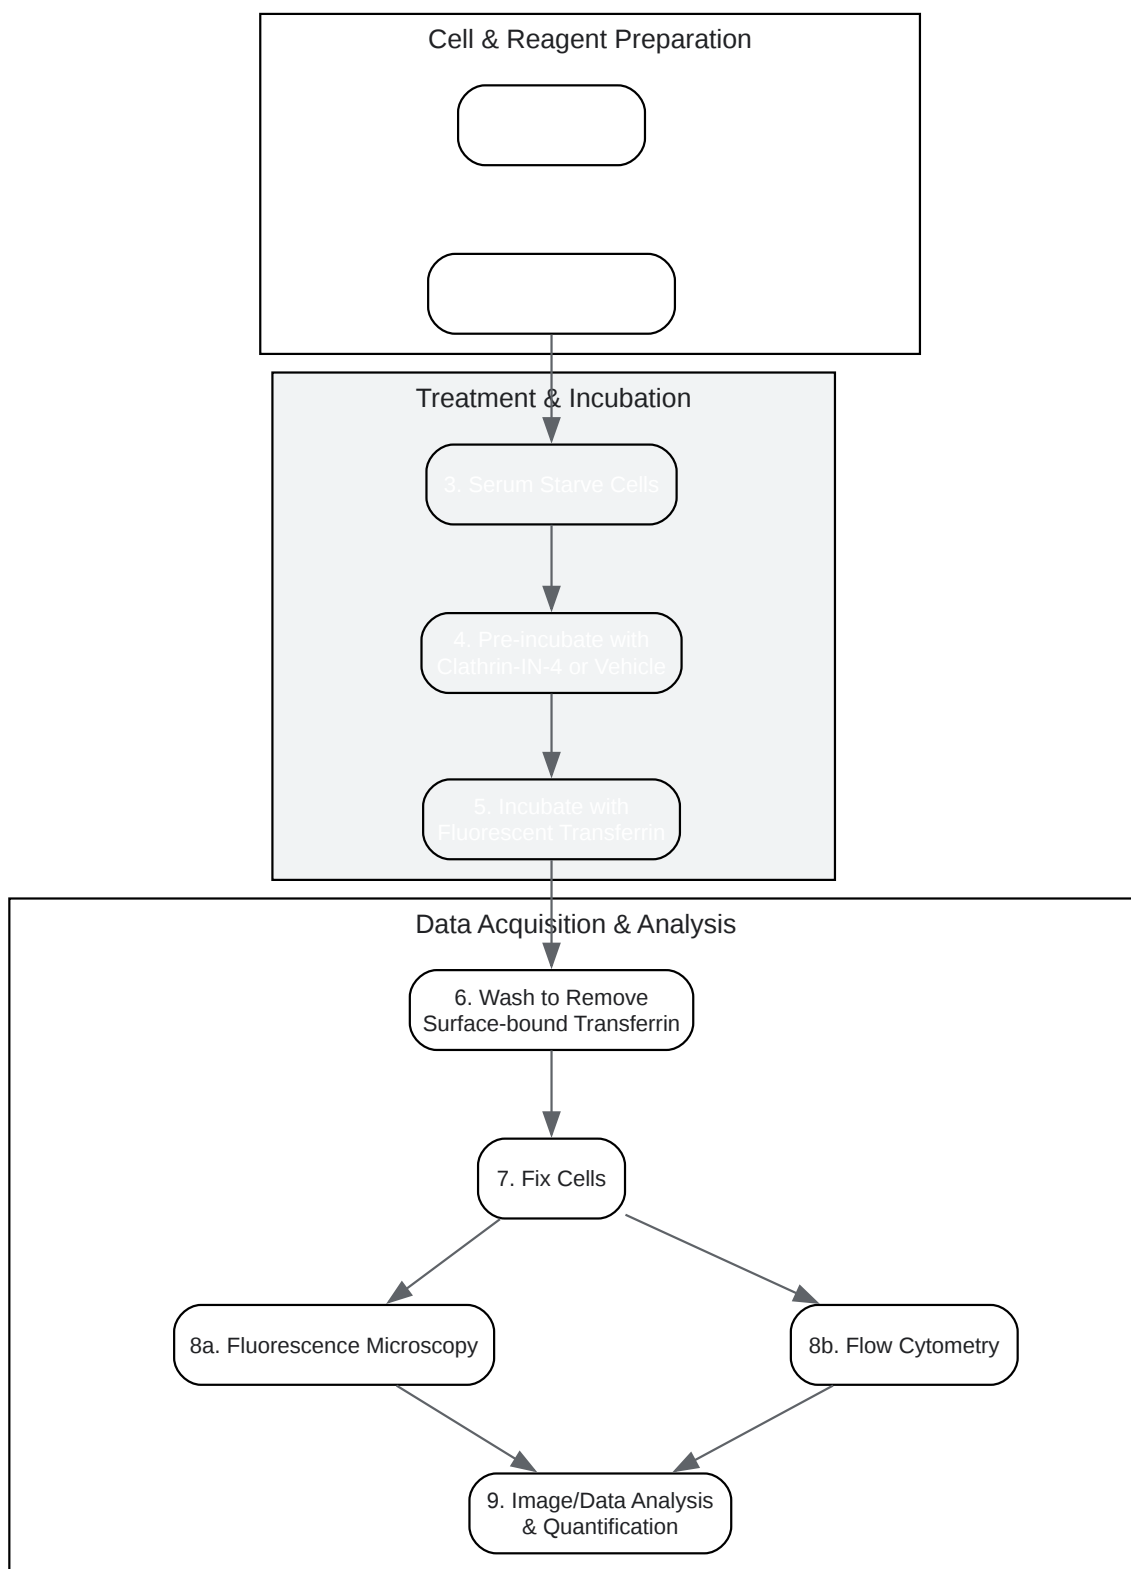 Cell & Reagent Preparation
Treatment & Incubation
3. Serum Starve Cells
4. Pre-incubate with
Clathrin-IN-4 or Vehicle
5. Incubate with
Fluorescent Transferrin
Data Acquisition & Analysis
6. Wash to Remove
Surface-bound Transferrin
7. Fix Cells
8a. Fluorescence Microscopy
8b. Flow Cytometry
9. Image/Data Analysis
& Quantification